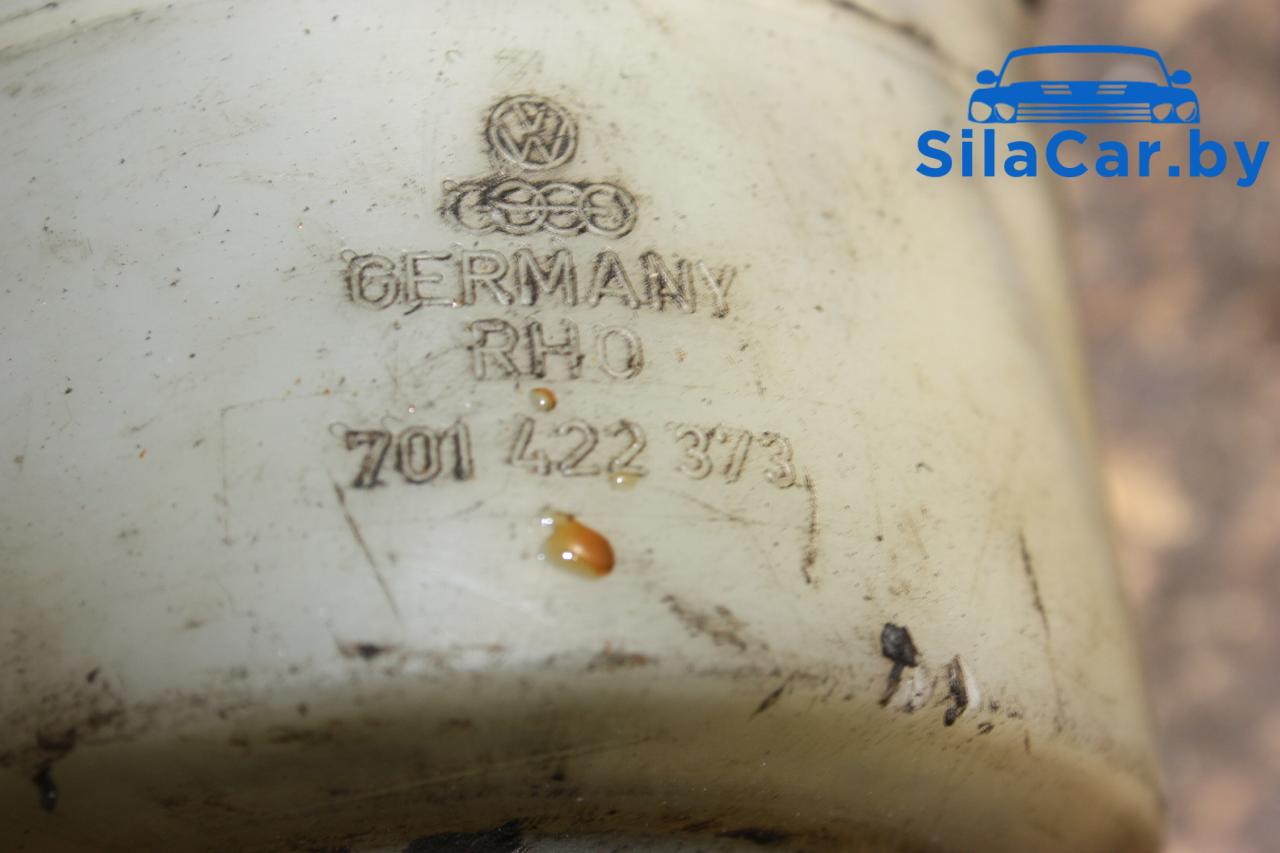 SilaCar.by
GERMANY
RHO
701 422 373